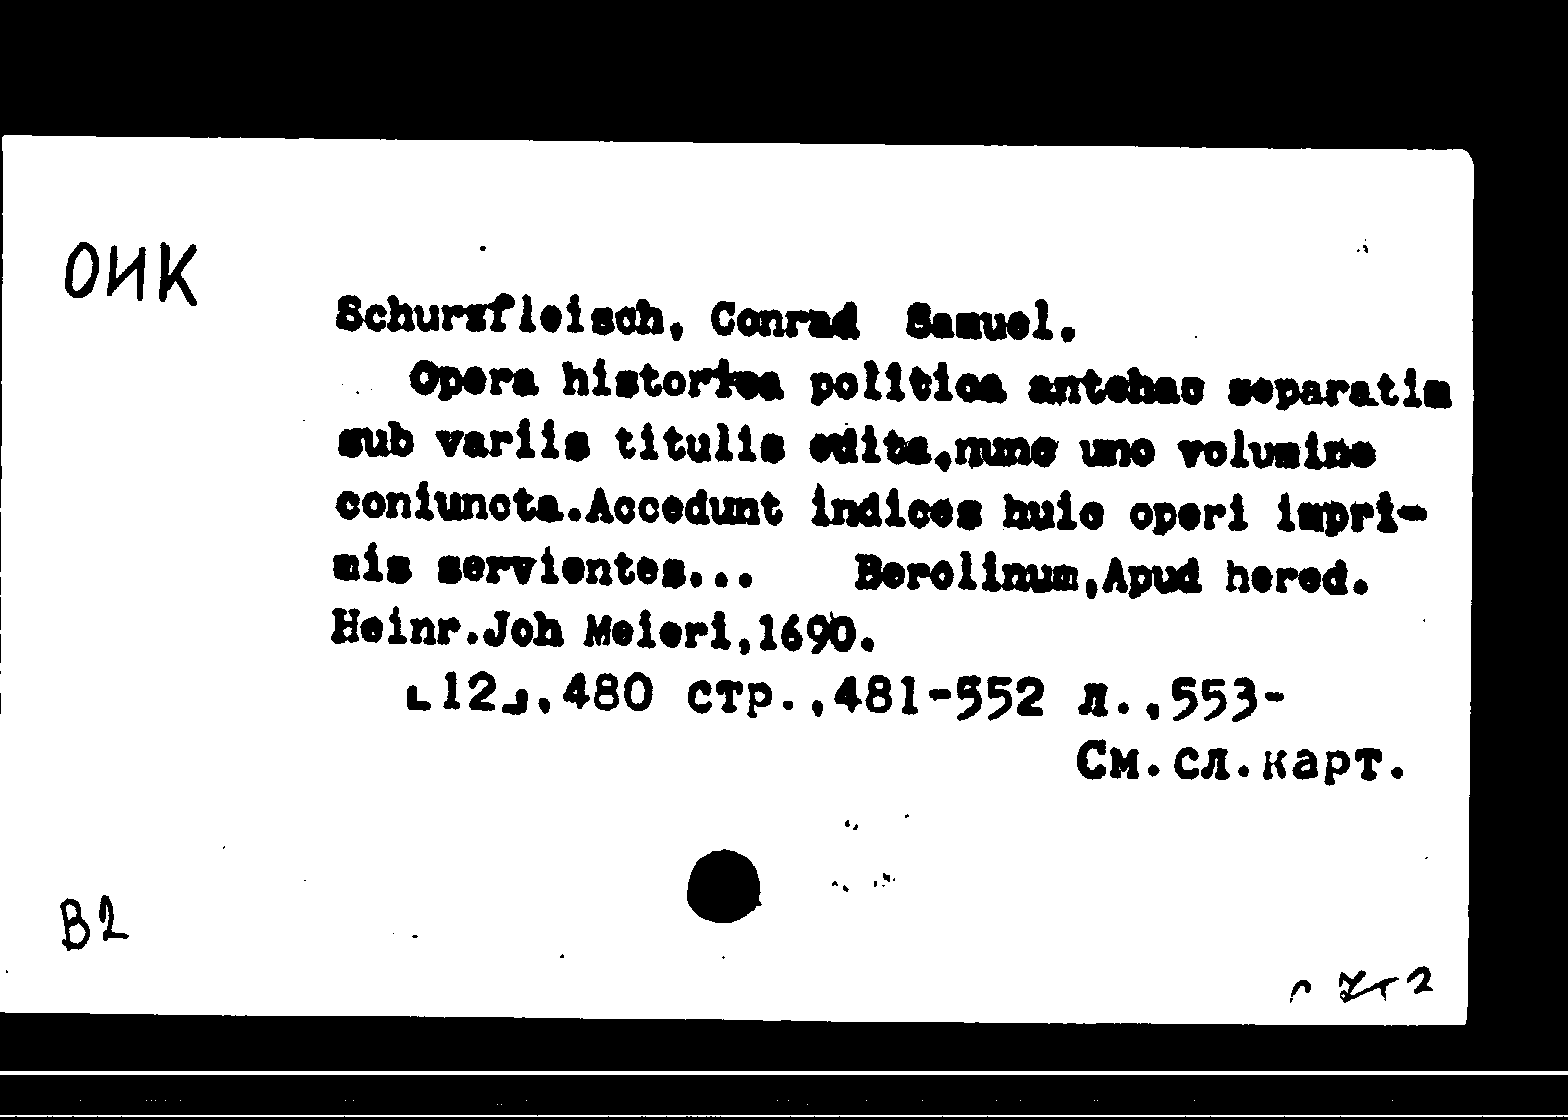 ОИК
Schurzfleisch, Conrad Samuel.
Opera historica politica antehac separatim
sub variis titulis edita,nunc uno volumine
coniuncta.Accedunt indices huic operi impri-
mis servientes... Berolinum,Apud hered.
Heinr.Joh Meieri,1690.
⌞12⌟,480 стр.,481-552 л.,553-
См.сл.карт.
В2